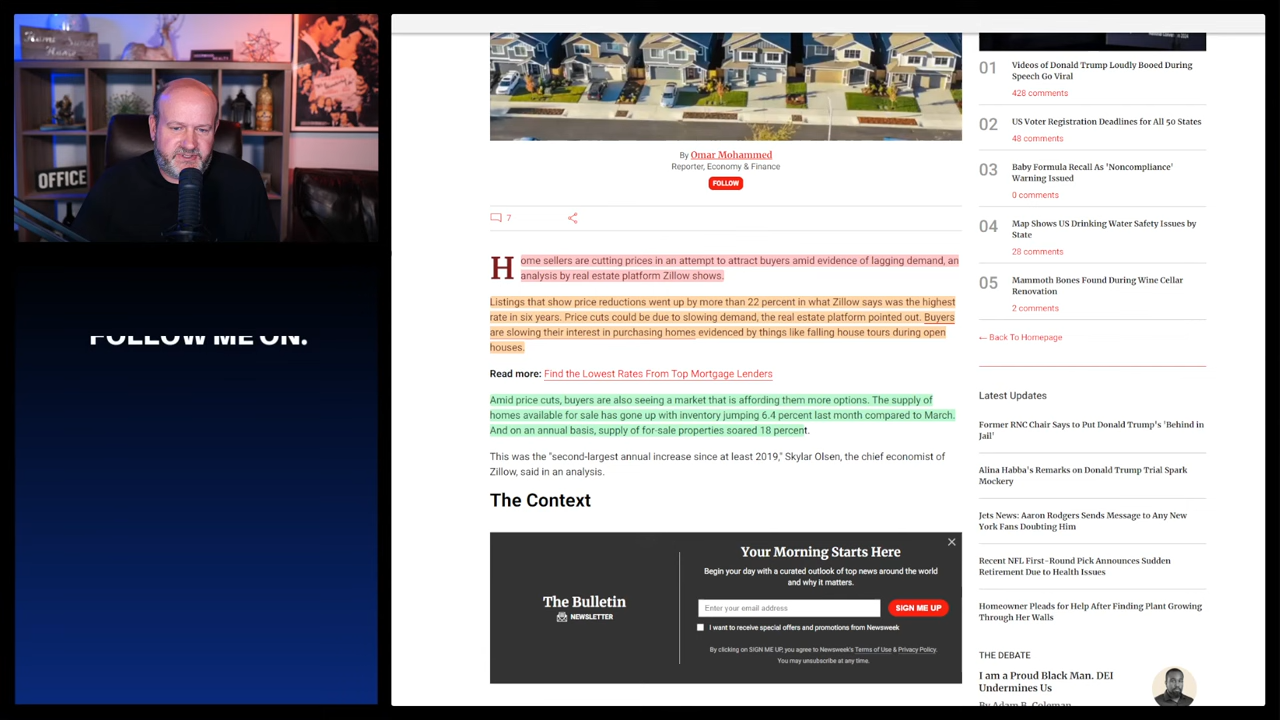 FOLLOW ME ON.
By Omar Mohammed
Reporter, Economy & Finance
FOLLOW
7
Home sellers are cutting prices in an attempt to attract buyers amid evidence of lagging demand, an
analysis by real estate platform Zillow shows.
Listings that show price reductions went up by more than 22 percent in what Zillow says was the highest
rate in six years. Price cuts could be due to slowing demand, the real estate platform pointed out. Buyers
are slowing their interest in purchasing homes evidenced by things like falling house tours during open
houses.
Read more: Find the Lowest Rates From Top Mortgage Lenders
Amid price cuts, buyers are also seeing a market that is affording them more options. The supply of
homes available for sale has gone up with inventory jumping 6.4 percent last month compared to March.
And on an annual basis, supply of for-sale properties soared 18 percent.
This was the "second-largest annual increase since at least 2019," Skylar Olsen, the chief economist of
Zillow, said in an analysis.
The Context
The Bulletin
NEWSLETTER
Your Morning Starts Here
Begin your day with a curated outlook of top news around the world
and why it matters.
Enter your email address
SIGN ME UP
I want to receive special offers and promotions from Newsweek
By clicking on SIGN ME UP, you agree to Newsweek's Terms of Use & Privacy Policy.
You may unsubscribe at any time.
01
Videos of Donald Trump Loudly Booed During
Speech Go Viral
428 comments
02
US Voter Registration Deadlines for All 50 States
48 comments
03
Baby Formula Recall As 'Noncompliance'
Warning Issued
0 comments
04
Map Shows US Drinking Water Safety Issues by
State
28 comments
05
Mammoth Bones Found During Wine Cellar
Renovation
2 comments
← Back To Homepage
Latest Updates
Former RNC Chair Says to Put Donald Trump's 'Behind in
Jail'
Alina Habba's Remarks on Donald Trump Trial Spark
Mockery
Jets News: Aaron Rodgers Sends Message to Any New
York Fans Doubting Him
Recent NFL First-Round Pick Announces Sudden
Retirement Due to Health Issues
Homeowner Pleads for Help After Finding Plant Growing
Through Her Walls
THE DEBATE
I am a Proud Black Man. DEI
Undermines Us
By Adam B. Coleman